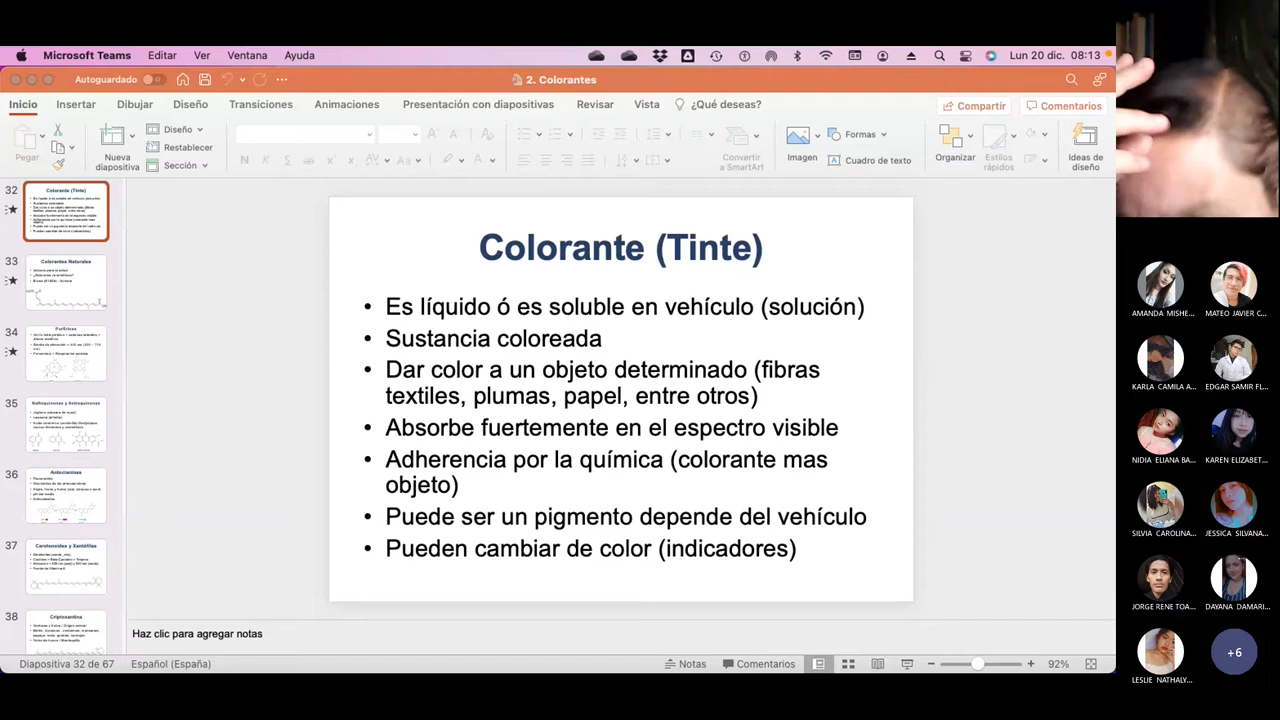 Microsoft Teams Editar Ver Ventana Ayuda Lun 20 dic. 08:13
Autoguardado 2. Colorantes
Inicio Insertar Dibujar Diseño Transiciones Animaciones Presentación con diapositivas Revisar Vista ¿Qué deseas? Compartir Comentarios
Pegar
Nueva
diapositiva
Diseño
Restablecer
Sección
N K S
Convertir
a SmartArt
Imagen
Formas
Cuadro de texto
Organizar
Estilos
rápidos
Ideas de
diseño
32
Colorante (Tinte)
33
Colorantes Naturales
34
Porfirinas
35
Naftoquinonas y Antraquinonas
36
Antocianinas
37
Carotenoides y Xantófilas
38
Criptoxantina
Colorante (Tinte)
• Es líquido ó es soluble en vehículo (solución)
• Sustancia coloreada
• Dar color a un objeto determinado (fibras
textiles, plumas, papel, entre otros)
• Absorbe fuertemente en el espectro visible
• Adherencia por la química (colorante mas
objeto)
• Puede ser un pigmento depende del vehículo
• Pueden cambiar de color (indicadores)
Haz clic para agregar notas
Diapositiva 32 de 67 Español (España) Notas Comentarios 92%
AMANDA MISHE... MATEO JAVIER C...
KARLA CAMILA A... EDGAR SAMIR FL...
NIDIA ELIANA BA... KAREN ELIZABET...
SILVIA CAROLINA... JESSICA SILVANA...
JORGE RENE TOA... DAYANA DAMARI...
+6
LESLIE NATHALY...